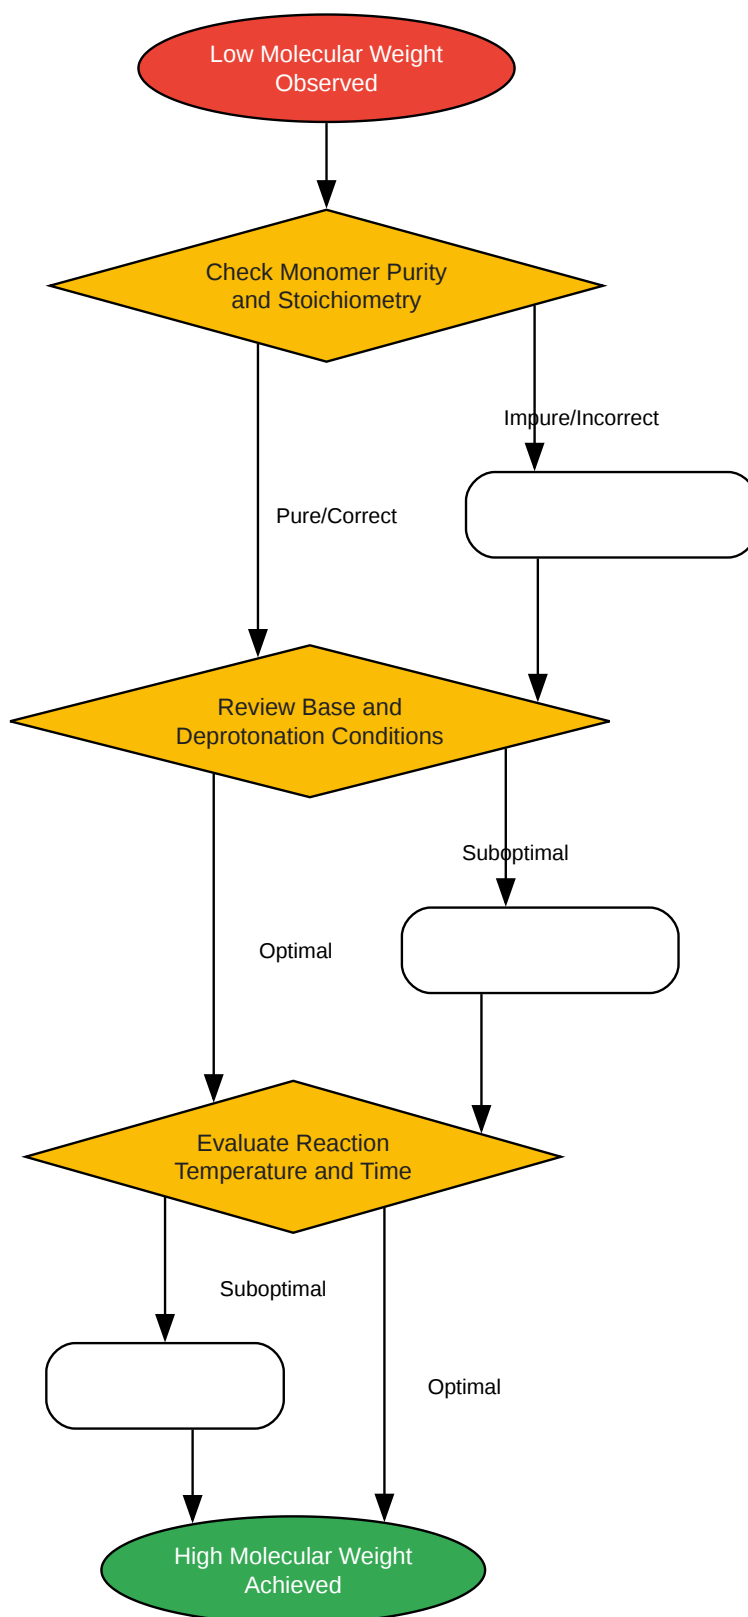 Low Molecular Weight
Observed
Check Monomer Purity
and Stoichiometry
Impure/Incorrect
Pure/Correct
Review Base and
Deprotonation Conditions
Suboptimal
Optimal
Evaluate Reaction
Temperature and Time
Suboptimal
Optimal
High Molecular Weight
Achieved